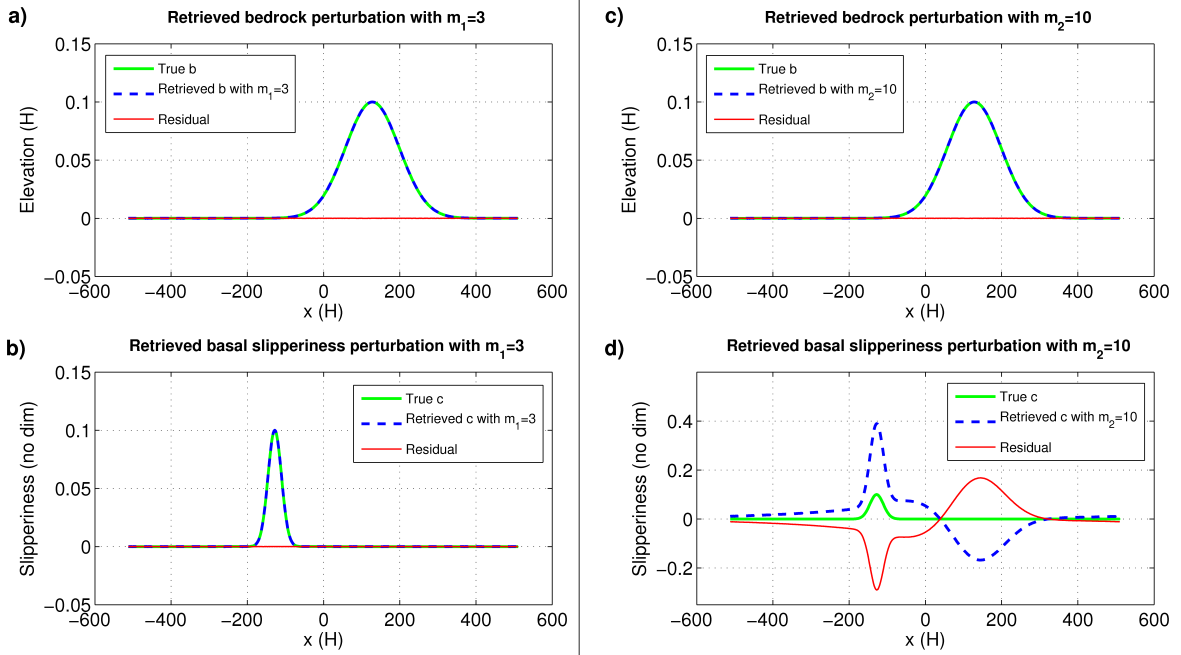 a)
Retrieved bedrock perturbation with m1=3
0.15
0.1
0.05
0
−0.05
Elevation (H)
True b
Retrieved b with m1=3
Residual
−600 −400 −200 0 200 400 600
x (H)
b)
Retrieved basal slipperiness perturbation with m1=3
0.15
0.1
0.05
0
−0.05
Slipperiness (no dim)
True c
Retrieved c with m1=3
Residual
−600 −400 −200 0 200 400 600
x (H)
c)
Retrieved bedrock perturbation with m2=10
0.15
0.1
0.05
0
−0.05
Elevation (H)
True b
Retrieved b with m2=10
Residual
−600 −400 −200 0 200 400 600
x (H)
d)
Retrieved basal slipperiness perturbation with m2=10
0.4
0.2
0
−0.2
Slipperiness (no dim)
True c
Retrieved c with m2=10
Residual
−600 −400 −200 0 200 400 600
x (H)